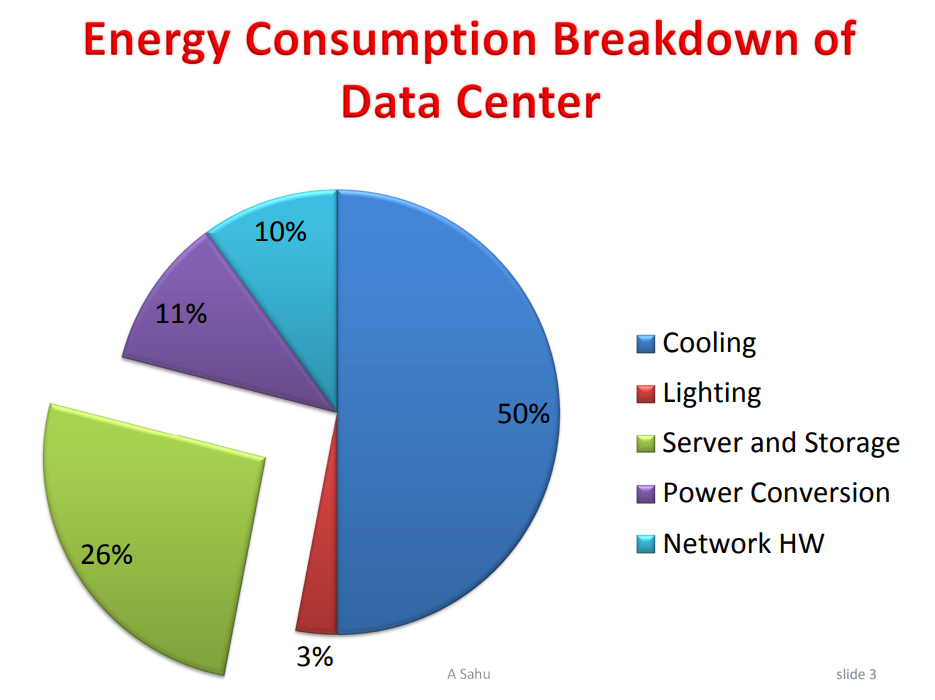 Energy Consumption Breakdown of
Data Center
10%
11%
50%
26%
3%
Cooling
Lighting
Server and Storage
Power Conversion
Network HW
A Sahu
slide 3